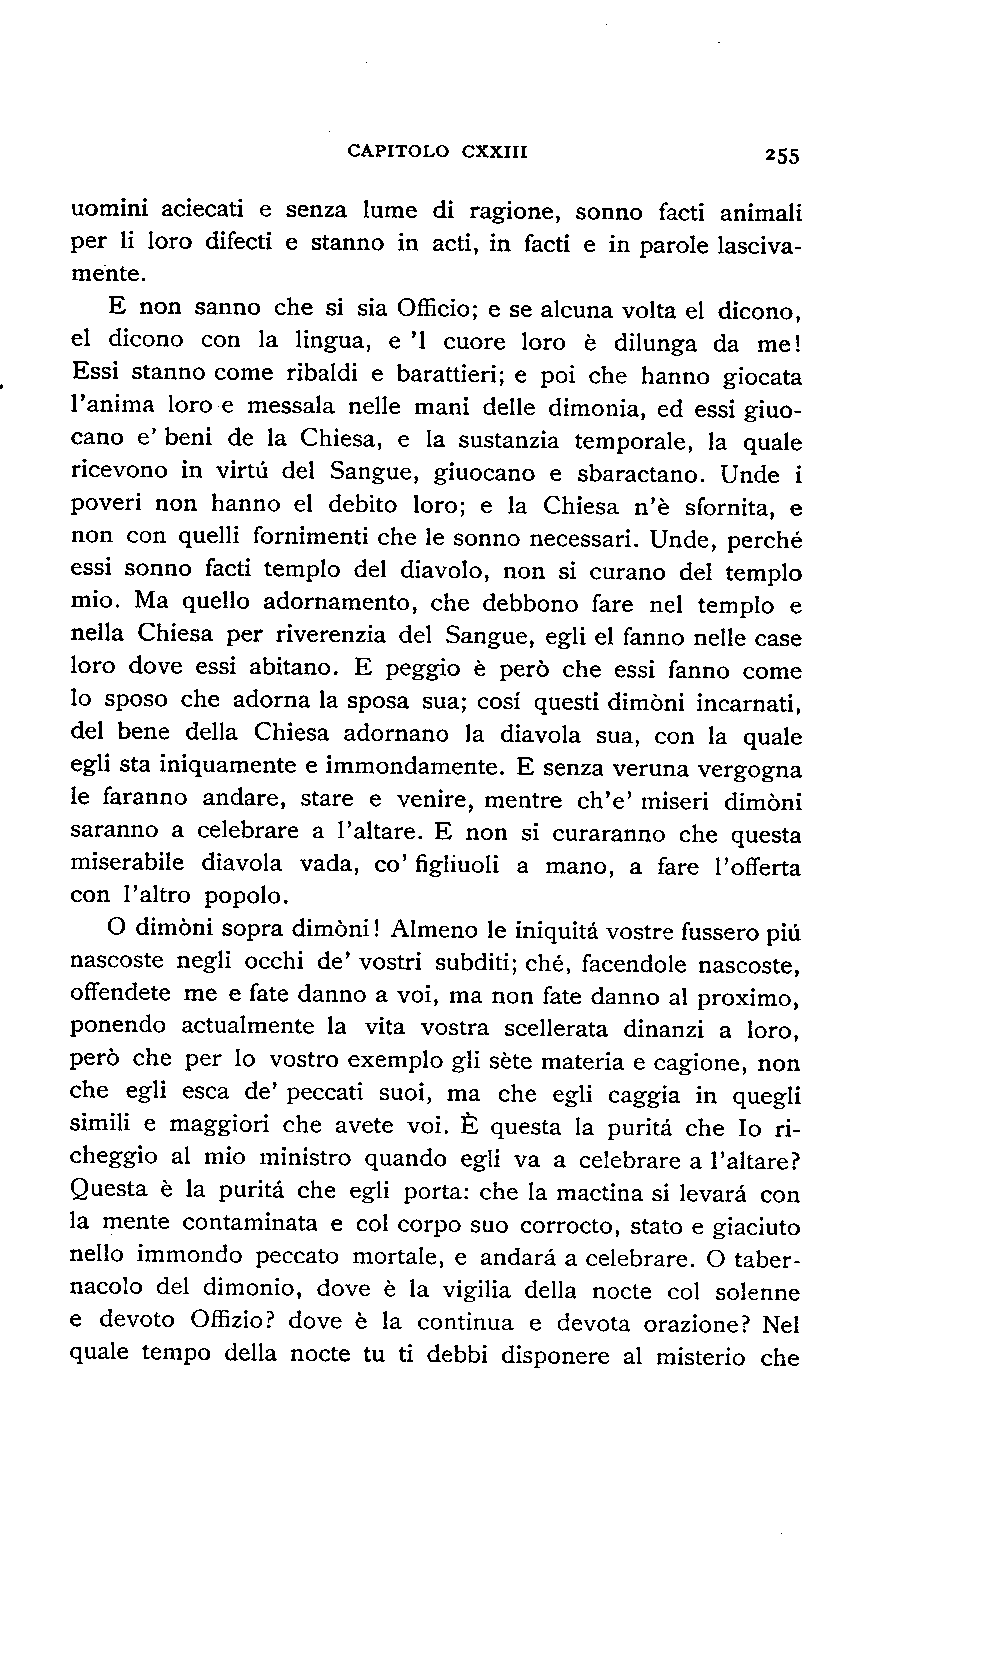 CAPITOLO CXXIII 255
uomini aciecati e senza lume di ragione, sonno facti animali
per li loro difecti e stanno in acti, in facti e in parole lasciva-
mente.
E non sanno che si sia Officio; e se alcuna volta el dicono,
el dicono con la lingua, e 'l cuore loro è dilunga da me!
Essi stanno come ribaldi e barattieri; e poi che hanno giocata
l'anima loro e messala nelle mani delle dimonia, ed essi giuo-
cano e' beni de la Chiesa, e la sustanzia temporale, la quale
ricevono in virtú del Sangue, giuocano e sbaractano. Unde i
poveri non hanno el debito loro; e la Chiesa n'è sfornita, e
non con quelli fornimenti che le sonno necessari. Unde, perché
essi sonno facti templo del diavolo, non si curano del templo
mio. Ma quello adornamento, che debbono fare nel templo e
nella Chiesa per riverenzia del Sangue, egli el fanno nelle case
loro dove essi abitano. E peggio è però che essi fanno come
lo sposo che adorna la sposa sua; cosí questi dimòni incarnati,
del bene della Chiesa adornano la diavola sua, con la quale
egli sta iniquamente e immondamente. E senza veruna vergogna
le faranno andare, stare e venire, mentre ch'e' miseri dimòni
saranno a celebrare a l'altare. E non si curaranno che questa
miserabile diavola vada, co' figliuoli a mano, a fare l'offerta
con l'altro popolo.
O dimòni sopra dimòni! Almeno le iniquitá vostre fussero piú
nascoste negli occhi de' vostri subditi; ché, facendole nascoste,
offendete me e fate danno a voi, ma non fate danno al proximo,
ponendo actualmente la vita vostra scellerata dinanzi a loro,
però che per lo vostro exemplo gli sète materia e cagione, non
che egli esca de' peccati suoi, ma che egli caggia in quegli
simili e maggiori che avete voi. È questa la puritá che Io ri-
cheggio al mio ministro quando egli va a celebrare a l'altare?
Questa è la puritá che egli porta: che la mactina si levará con
la mente contaminata e col corpo suo corrocto, stato e giaciuto
nello immondo peccato mortale, e andará a celebrare. O taber-
nacolo del dimonio, dove è la vigilia della nocte col solenne
e devoto Offizio? dove è la continua e devota orazione? Nel
quale tempo della nocte tu ti debbi disponere al misterio che